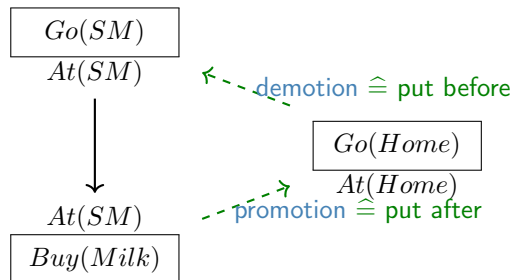 Go(SM)
At(SM)
demotion ≙ put before
Go(Home)
At(Home)
At(SM)
promotion ≙ put after
Buy(Milk)